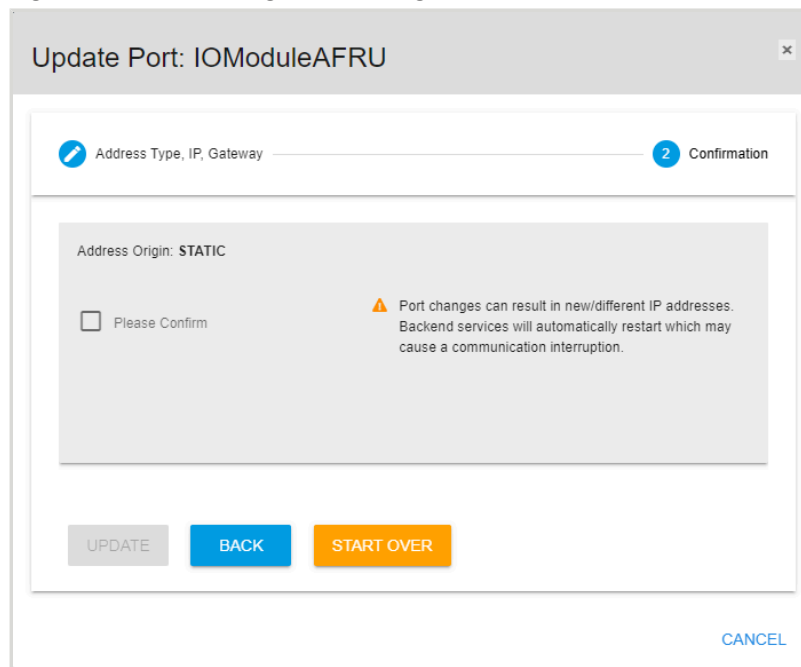 Update Port: IOModuleAFRU
×
Address Type, IP, Gateway
2 Confirmation
Address Origin: STATIC
Please Confirm
Port changes can result in new/different IP addresses.
Backend services will automatically restart which may
cause a communication interruption.
UPDATE BACK START OVER
CANCEL